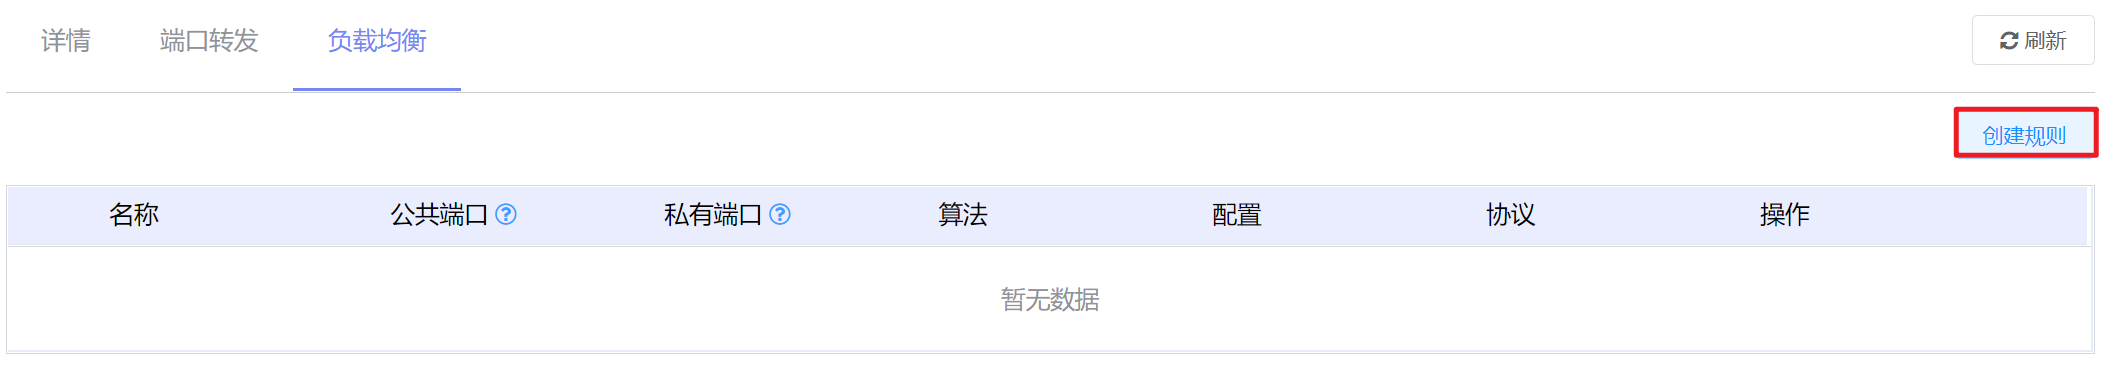 详情 端口转发 负载均衡 刷新
创建规则
名称 公共端口 ? 私有端口 ? 算法 配置 协议 操作
暂无数据